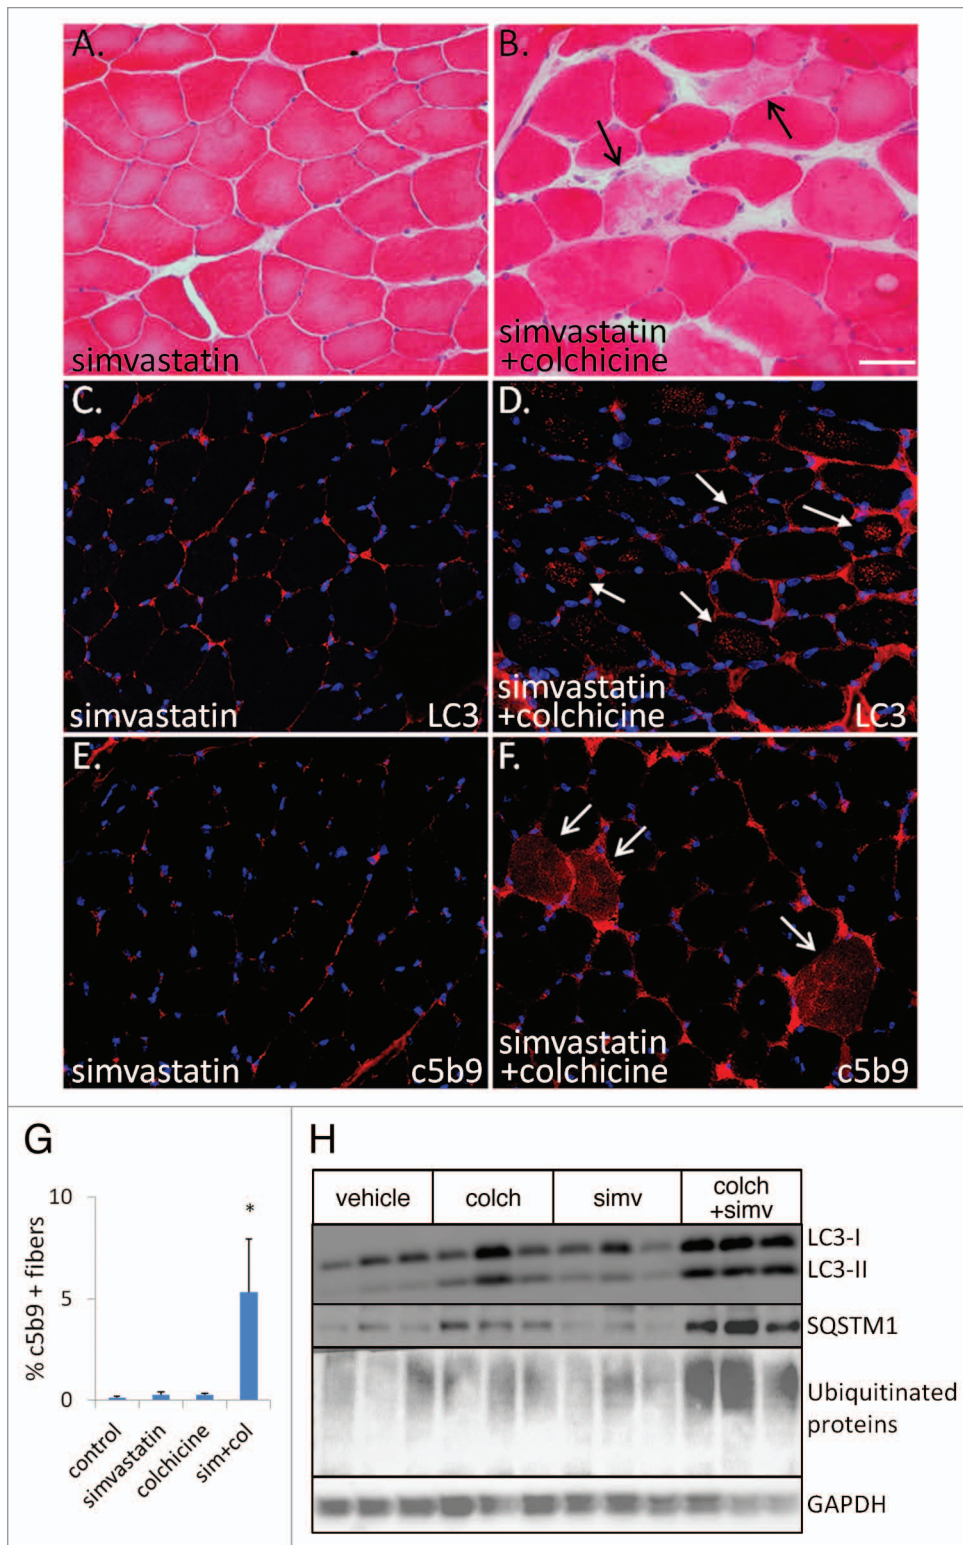 A.
B.
simvastatin
simvastatin
+colchicine
C.
D.
simvastatin
LC3
simvastatin
+colchicine
LC3
E.
F.
simvastatin
c5b9
simvastatin
+colchicine
c5b9
G
% c5b9 + fibers
10
5
0
*
control
simvastatin
colchicine
sim+col
H
vehicle
colch
simv
colch
+simv
LC3-I
LC3-II
SQSTM1
Ubiquitinated
proteins
GAPDH